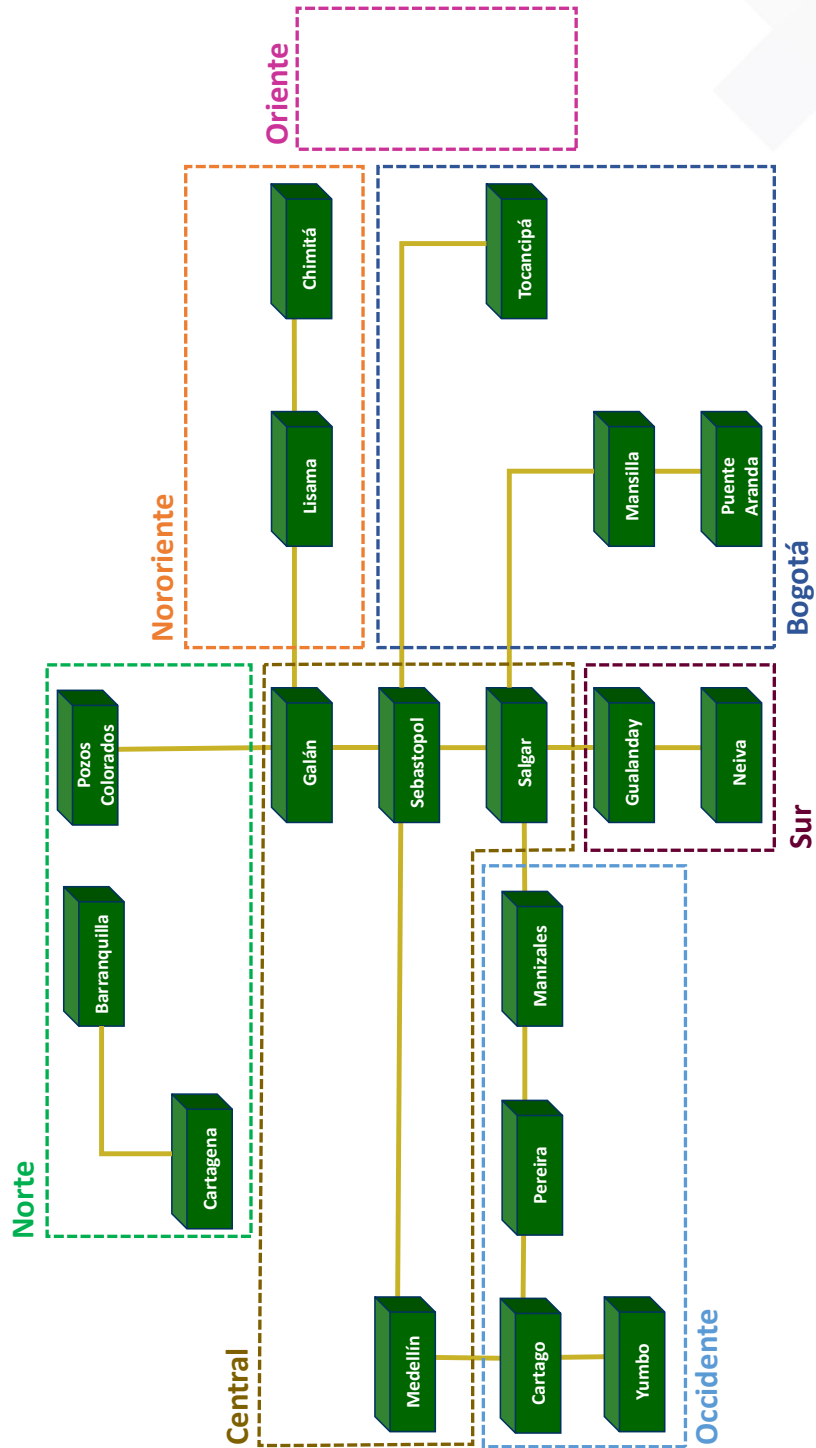 Norte
Pozos
Colorados
Barranquilla
Cartagena
Nororiente
Lisama
Chimitá
Oriente
Central
Galán
Sebastopol
Salgar
Medellín
Occidente
Manizales
Pereira
Cartago
Yumbo
Sur
Gualanday
Neiva
Bogotá
Tocancipá
Mansilla
Puente
Aranda